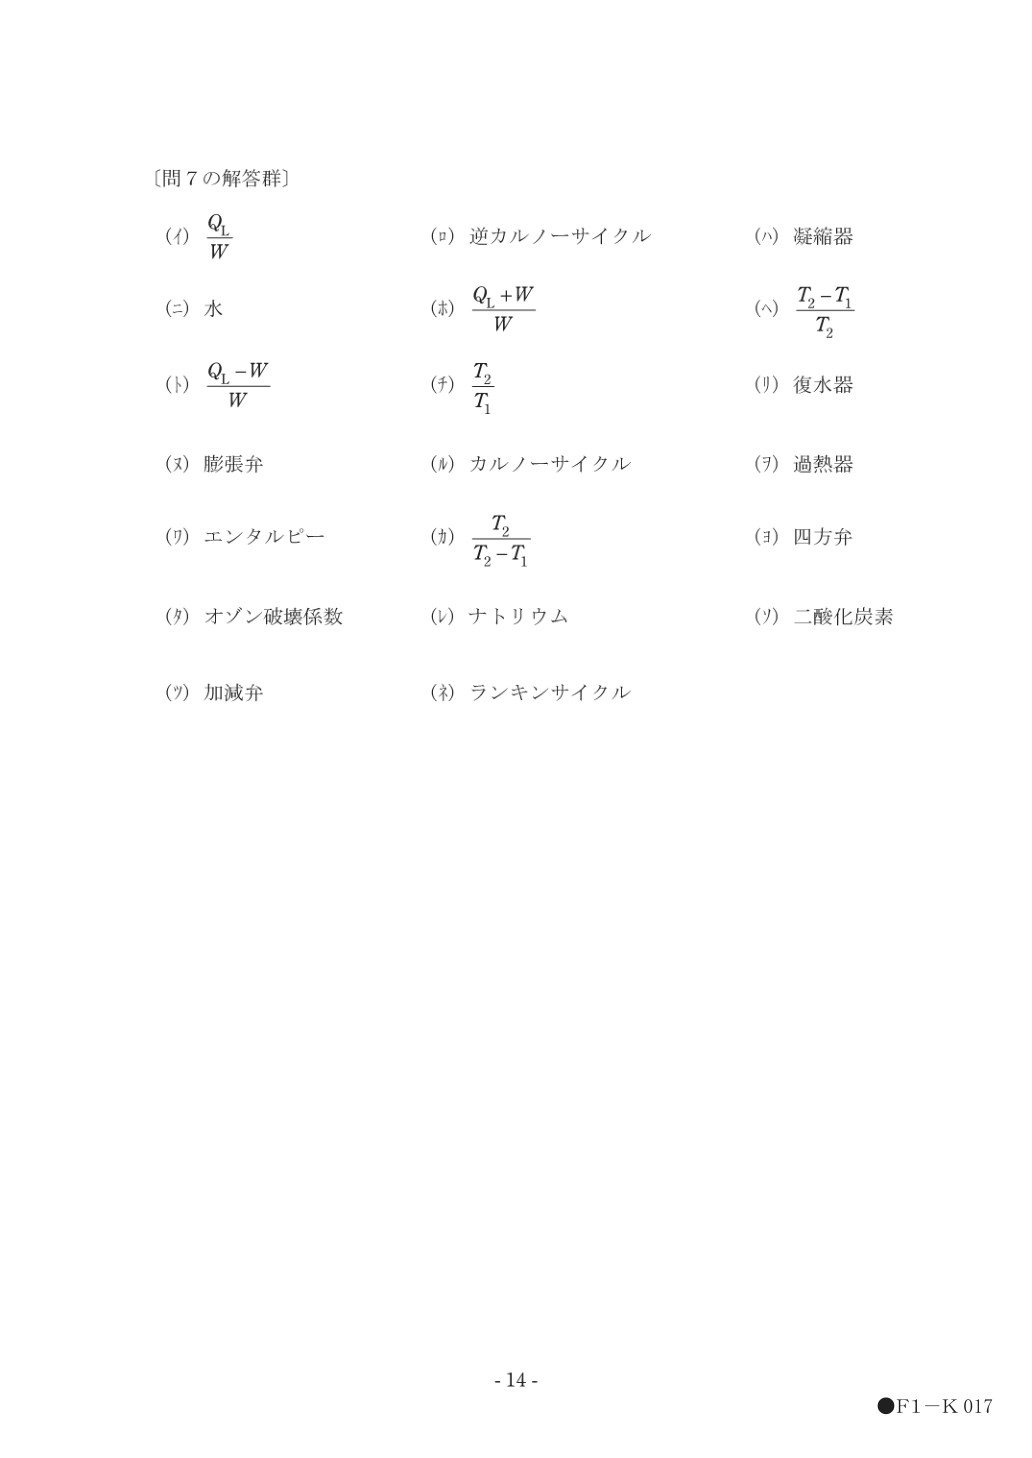 〔問７の解答群〕
(ｲ) Q_L/W (ﾛ) 逆カルノーサイクル (ﾊ) 凝縮器
(ﾆ) 水 (ﾎ) (Q_L+W)/W (ﾍ) (T_2−T_1)/T_2
(ﾄ) (Q_L−W)/W (ﾁ) T_2/T_1 (ﾘ) 復水器
(ﾇ) 膨張弁 (ﾙ) カルノーサイクル (ｦ) 過熱器
(ﾜ) エンタルピー (ｶ) T_2/(T_2−T_1) (ﾖ) 四方弁
(ﾀ) オゾン破壊係数 (ﾚ) ナトリウム (ｿ) 二酸化炭素
(ﾂ) 加減弁 (ﾈ) ランキンサイクル
- 14 -
●F1－K 017